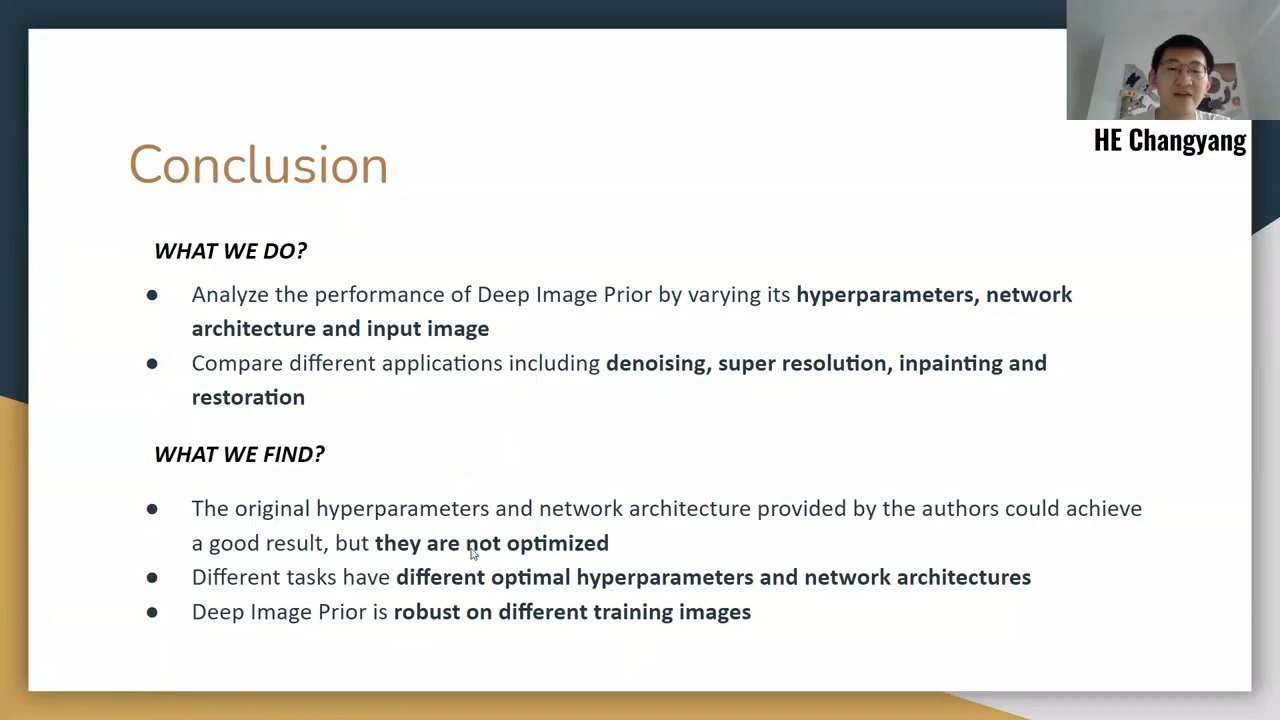 HE Changyang
Conclusion
WHAT WE DO?
● Analyze the performance of Deep Image Prior by varying its hyperparameters, network
architecture and input image
● Compare different applications including denoising, super resolution, inpainting and
restoration
WHAT WE FIND?
● The original hyperparameters and network architecture provided by the authors could achieve
a good result, but they are not optimized
● Different tasks have different optimal hyperparameters and network architectures
● Deep Image Prior is robust on different training images